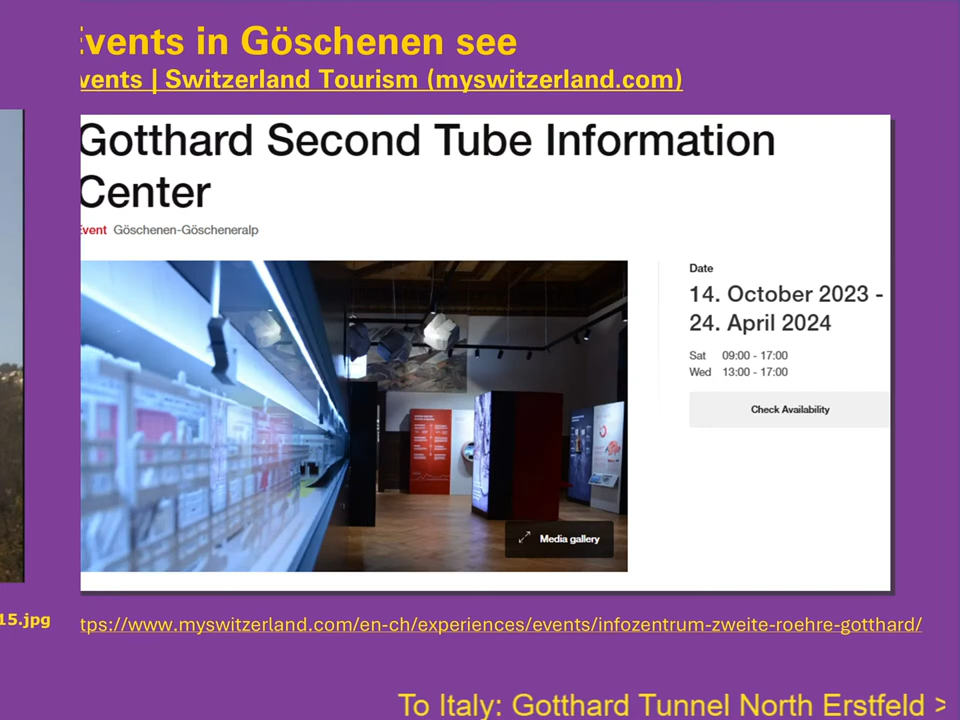 Events in Göschenen see
vents | Switzerland Tourism (myswitzerland.com)
Gotthard Second Tube Information
Center
Event Göschenen-Göscheneralp
Date
14. October 2023 -
24. April 2024
Sat 09:00 - 17:00
Wed 13:00 - 17:00
Check Availability
Media gallery
15.jpg
tps://www.myswitzerland.com/en-ch/experiences/events/infozentrum-zweite-roehre-gotthard/
To Italy: Gotthard Tunnel North Erstfeld >